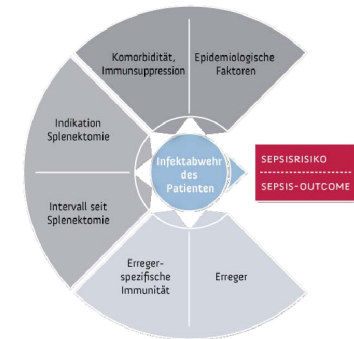 Komorbidität,
Immunsuppression
Epidemiologische
Faktoren
Indikation
Splenektomie
Infektabwehr
des
Patienten
SEPSISRISIKO
SEPSIS-OUTCOME
Intervall seit
Splenektomie
Erreger-
spezifische
Immunität
Erreger